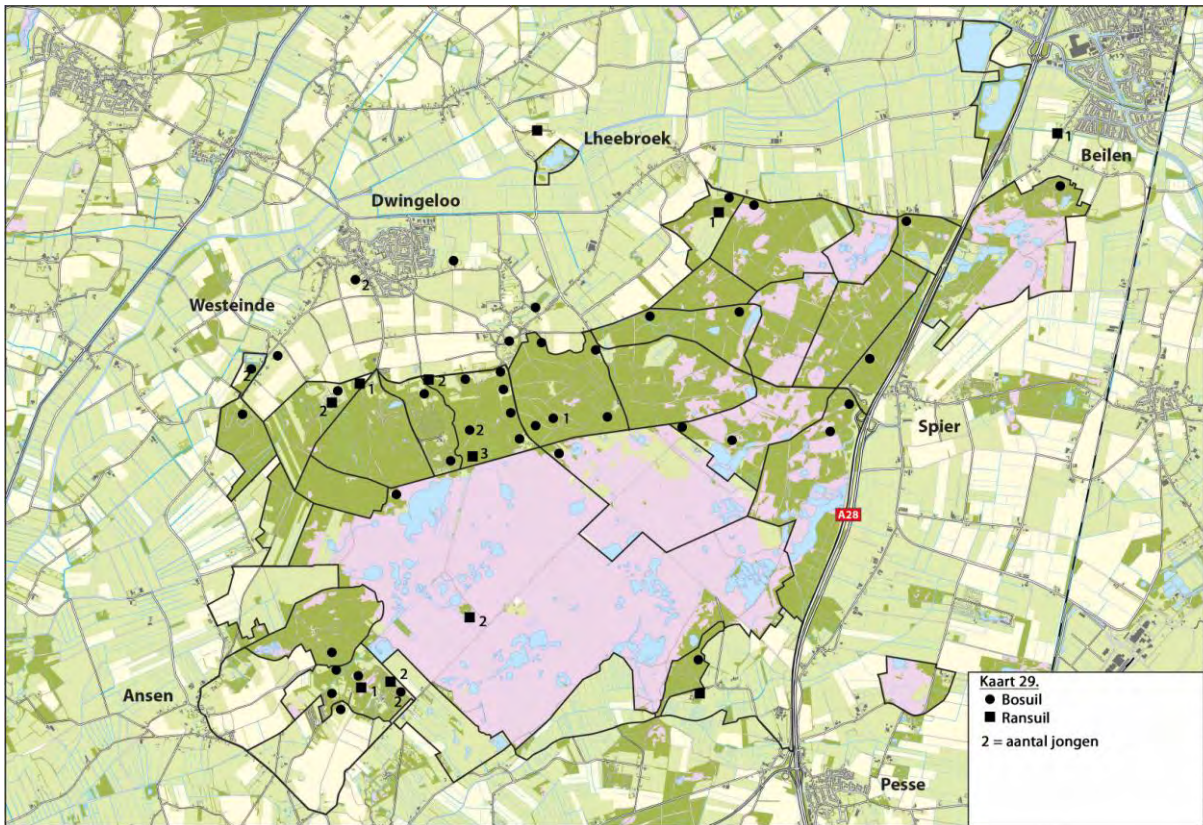 Lheebroek
1
Beilen
Dwingeloo
1
2
Westeinde
2
2
1
2
1
2
3
Spier
A28
2
2
Ansen
1
2
Kaart 29.
Bosuil
Ransuil
2 = aantal jongen
Pesse